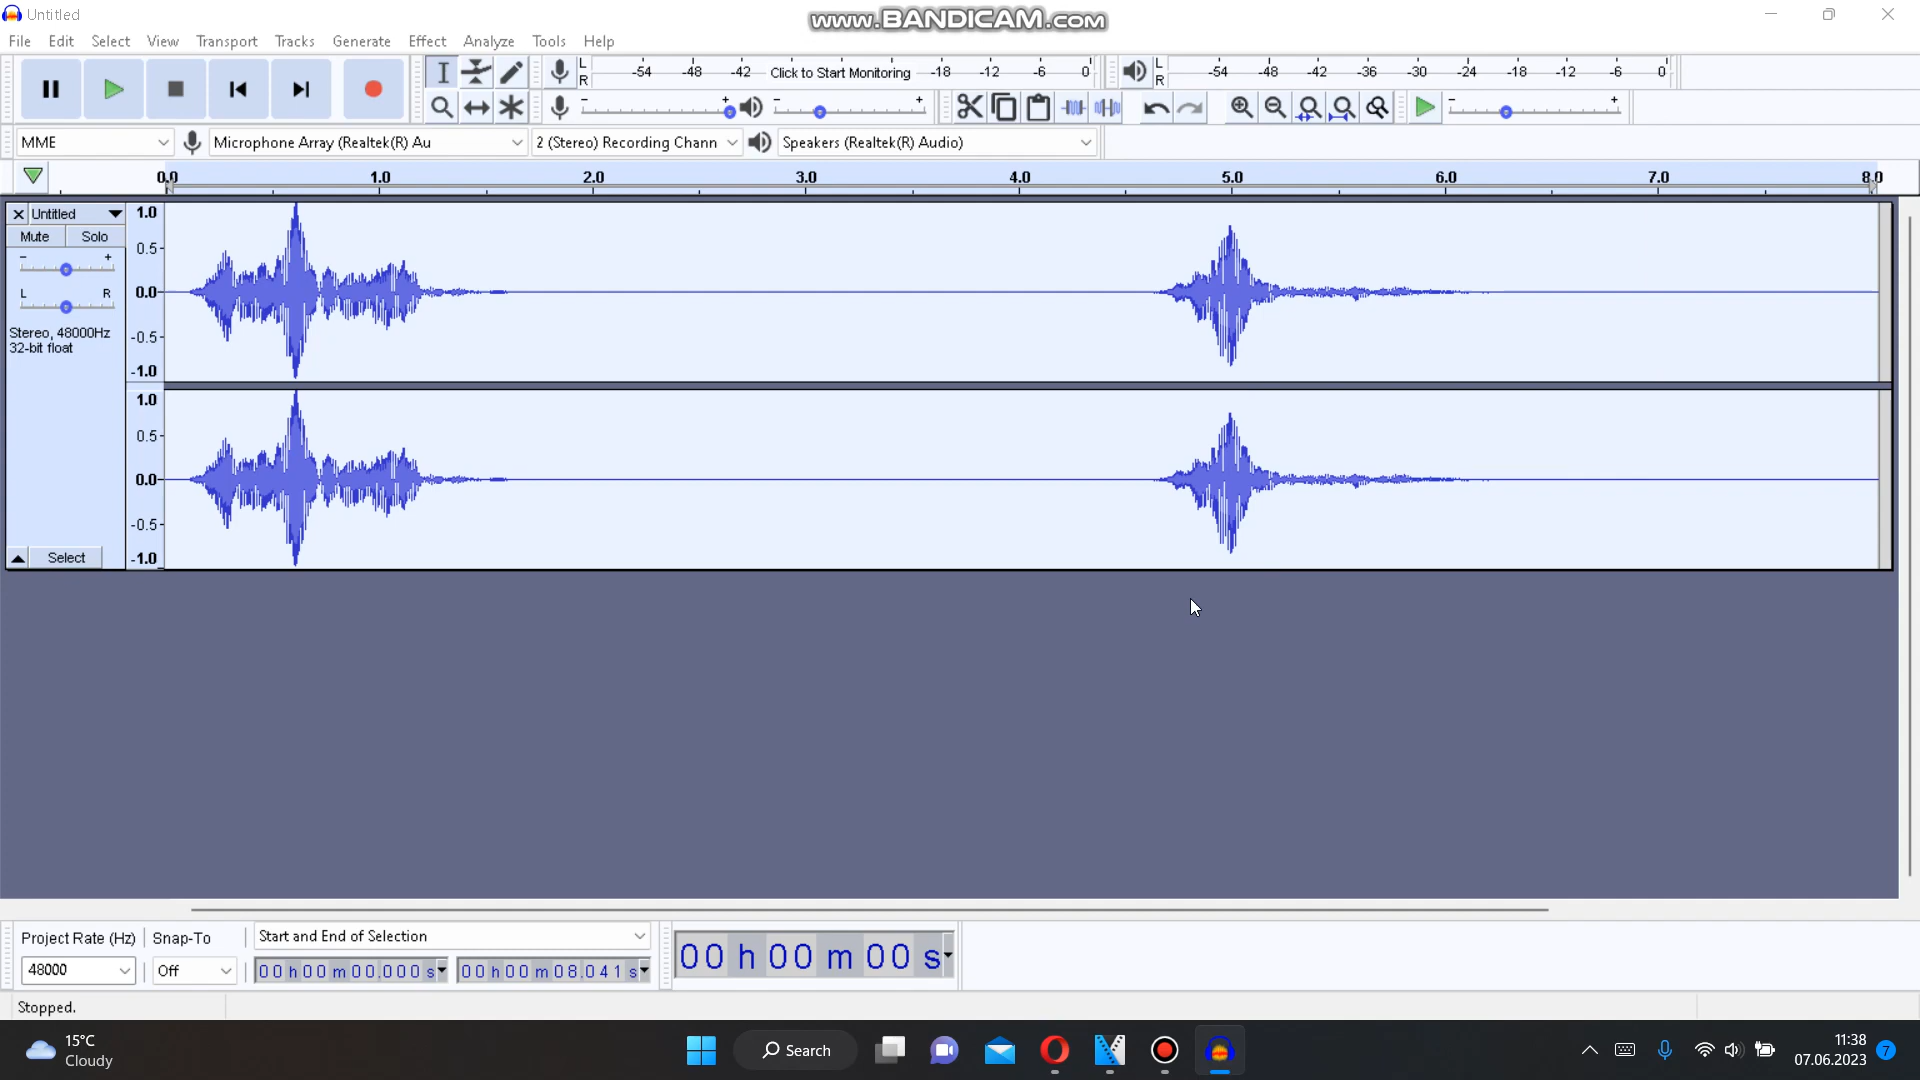 Untitled
www.BANDICAM.com
File Edit Select View Transport Tracks Generate Effect Analyze Tools Help
L R -54 -48 -42 Click to Start Monitoring -18 -12 -6 0
L R -54 -48 -42 -36 -30 -24 -18 -12 -6 0
- + - + - +
MME Microphone Array (Realtek(R) Au 2 (Stereo) Recording Chann Speakers (Realtek(R) Audio)
0.0 1.0 2.0 3.0 4.0 5.0 6.0 7.0 8.0
Untitled
Mute Solo
- +
L R
Stereo, 48000Hz
32-bit float
Select
1.0
0.5
0.0
-0.5
-1.0
1.0
0.5
0.0
-0.5
-1.0
Project Rate (Hz) Snap-To Start and End of Selection
48000 Off 00 h 00 m 00.000 s 00 h 00 m 08.041 s
00 h 00 m 00 s
Stopped.
15°C
Cloudy
Search
11:38
07.06.2023
7